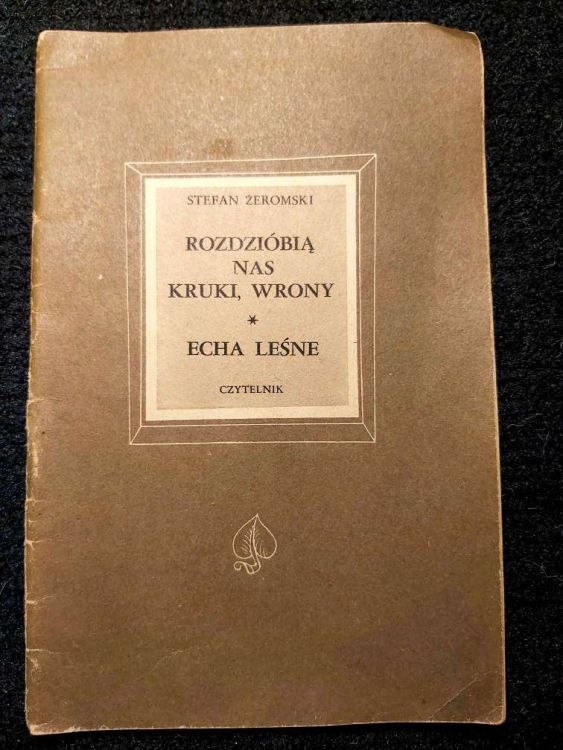 STEFAN ŻEROMSKI
ROZDZIÓBIĄ
NAS
KRUKI, WRONY
*
ECHA LEŚNE
CZYTELNIK